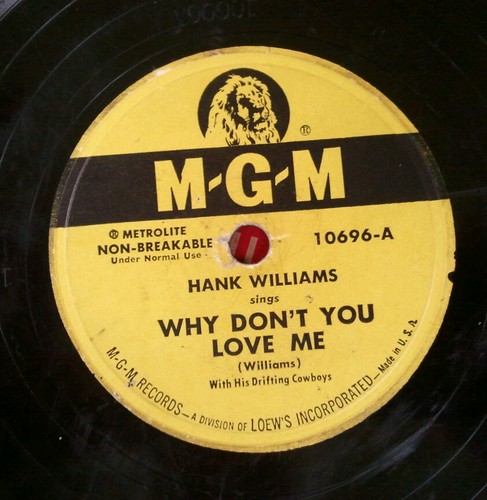 ®
M-G-M
® METROLITE
NON-BREAKABLE
Under Normal Use
10696-A
HANK WILLIAMS
sings
WHY DON'T YOU
LOVE ME
(Williams)
With His Drifting Cowboys
M-G-M RECORDS—A DIVISION OF LOEW'S INCORPORATED—Made in U. S. A.